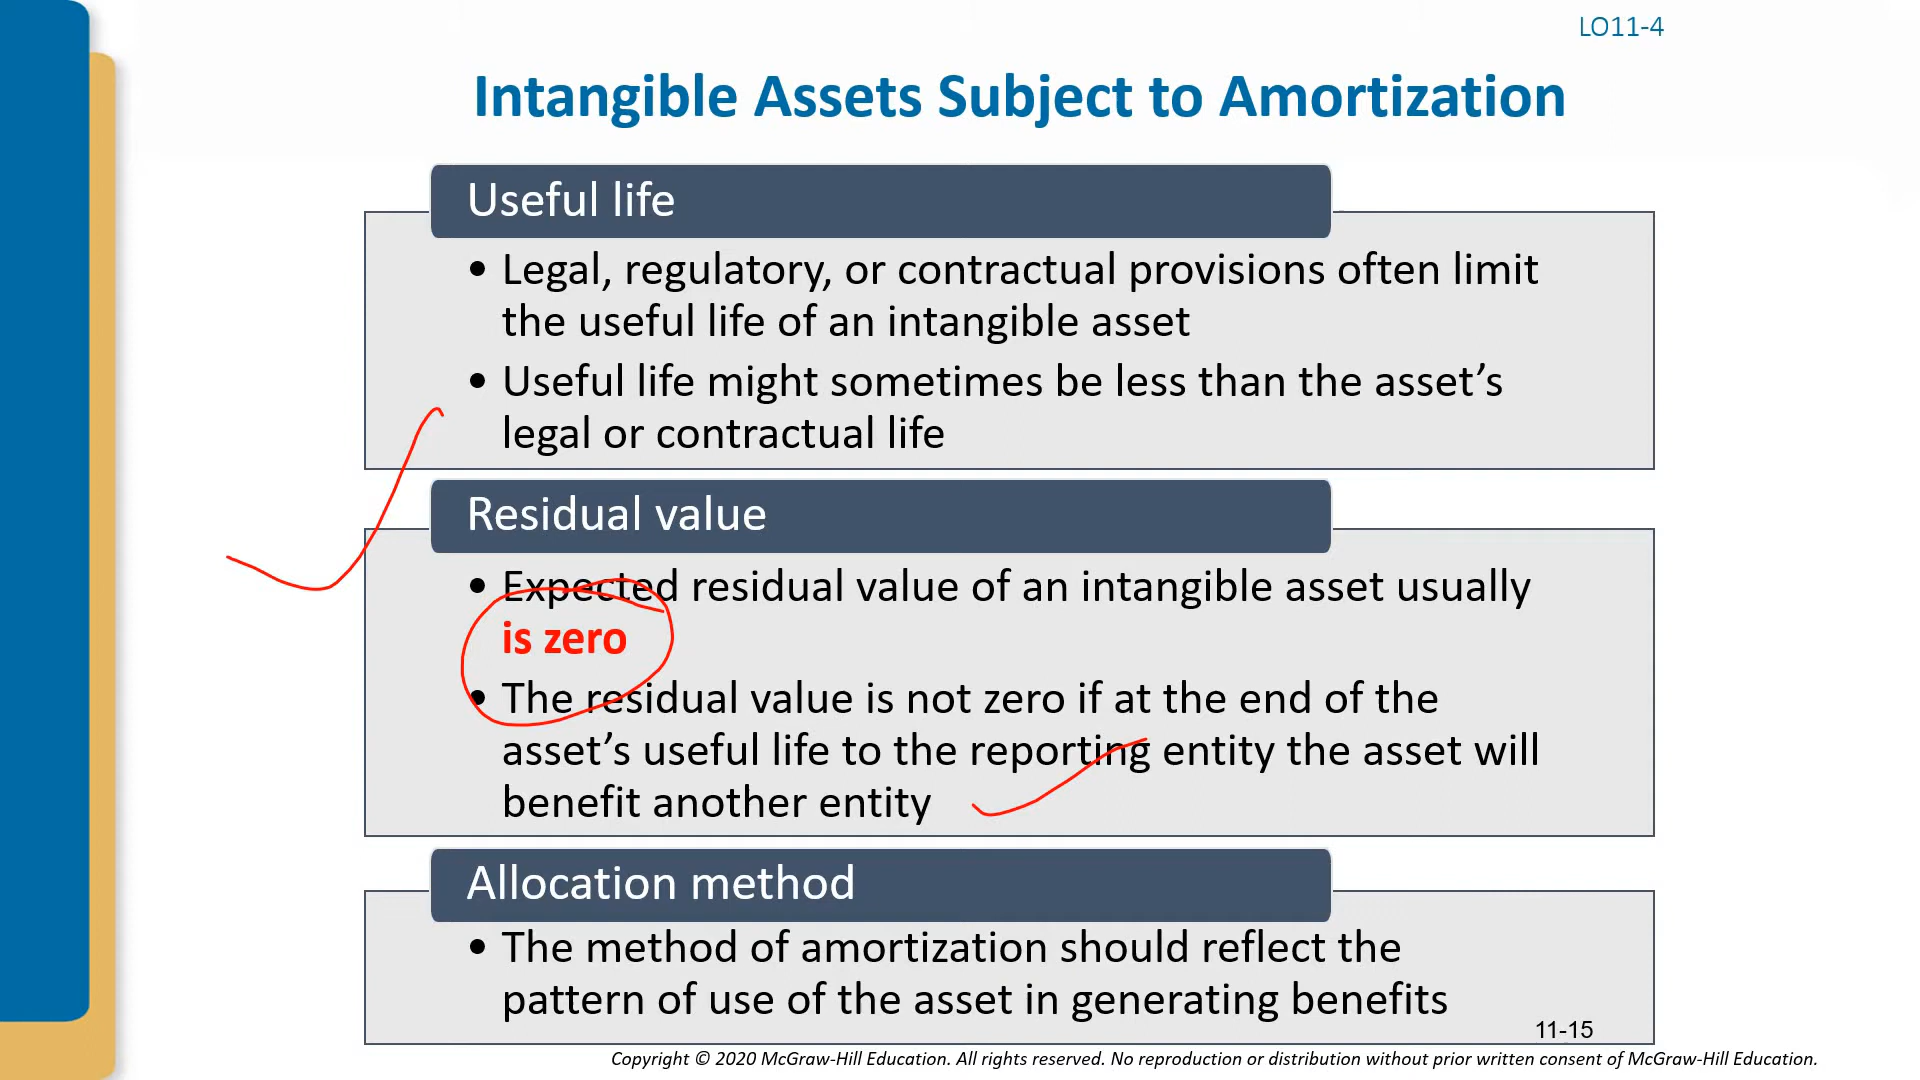 LO11-4
Intangible Assets Subject to Amortization
Useful life
• Legal, regulatory, or contractual provisions often limit
the useful life of an intangible asset
• Useful life might sometimes be less than the asset’s
legal or contractual life
Residual value
• Expected residual value of an intangible asset usually
is zero
• The residual value is not zero if at the end of the
asset’s useful life to the reporting entity the asset will
benefit another entity
Allocation method
• The method of amortization should reflect the
pattern of use of the asset in generating benefits
11-15
Copyright © 2020 McGraw-Hill Education. All rights reserved. No reproduction or distribution without prior written consent of McGraw-Hill Education.